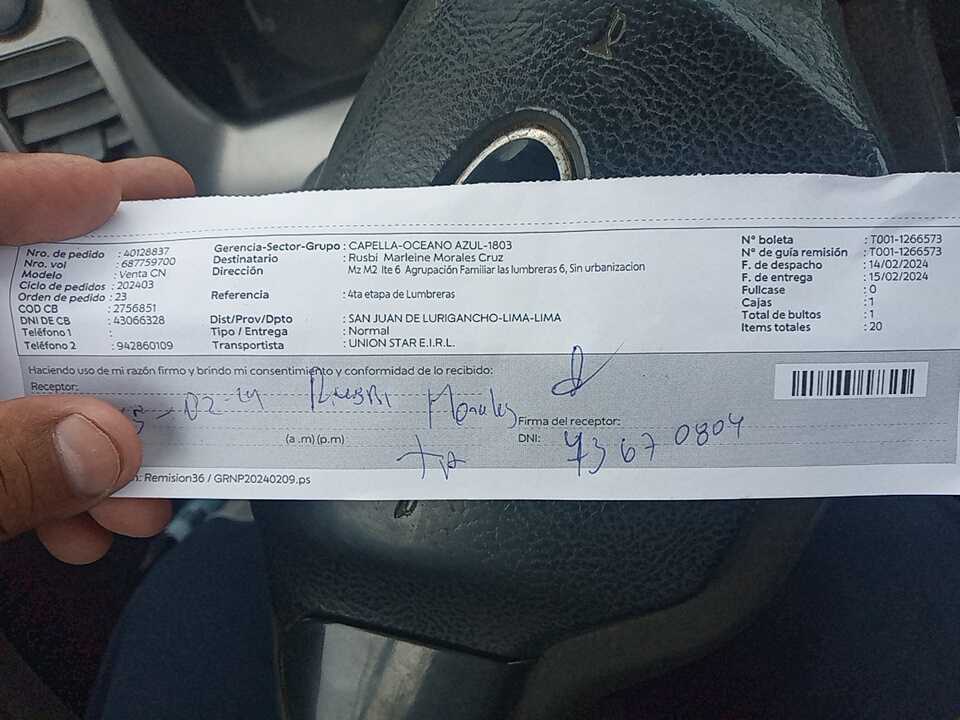 Nro. de pedido : 40128837
Nro. vol : 687759700
Modelo : Venta CN
Ciclo de pedidos : 202403
Orden de pedido : 23
COD CB : 2756851
DNI DE CB : 43066328
Teléfono 1 :
Teléfono 2 : 942860109
Gerencia-Sector-Grupo : CAPELLA-OCEANO AZUL-1803
Destinatario : Rusbi Marleine Morales Cruz
Dirección : Mz M2 lte 6 Agrupación Familiar las lumbreras 6, Sin urbanizacion
Referencia : 4ta etapa de Lumbreras
Dist/Prov/Dpto : SAN JUAN DE LURIGANCHO-LIMA-LIMA
Tipo / Entrega : Normal
Transportista : UNION STAR E.I.R.L.
N° boleta : T001-1266573
N° de guía remisión : T001-1266573
F. de despacho : 14/02/2024
F. de entrega : 15/02/2024
Fullcase : 0
Cajas : 1
Total de bultos : 1
Items totales : 20
Haciendo uso de mi razón firmo y brindo mi consentimiento y conformidad de lo recibido:
Receptor:
Morales
Firma del receptor:
(a .m) (p.m)
DNI: 43670804
: Remision36 / GRNP20240209.ps